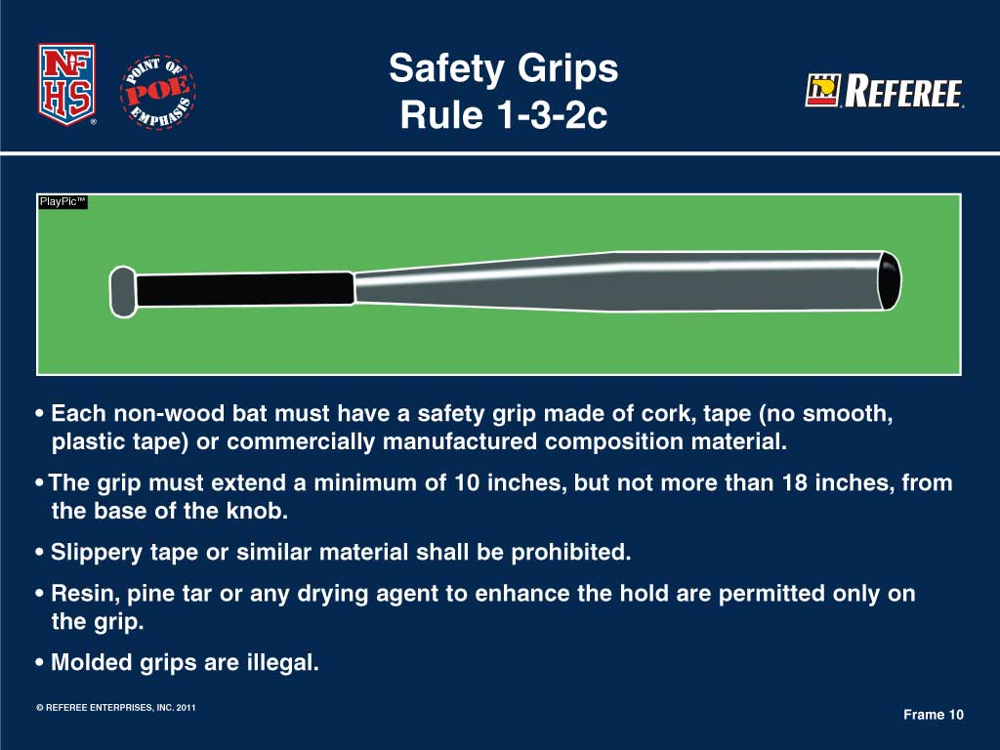 NF
HS
®
POINT OF
POE
EMPHASIS
Safety Grips
Rule 1-3-2c
REFEREE
PlayPic™
• Each non-wood bat must have a safety grip made of cork, tape (no smooth,
plastic tape) or commercially manufactured composition material.
• The grip must extend a minimum of 10 inches, but not more than 18 inches, from
the base of the knob.
• Slippery tape or similar material shall be prohibited.
• Resin, pine tar or any drying agent to enhance the hold are permitted only on
the grip.
• Molded grips are illegal.
© REFEREE ENTERPRISES, INC. 2011
Frame 10